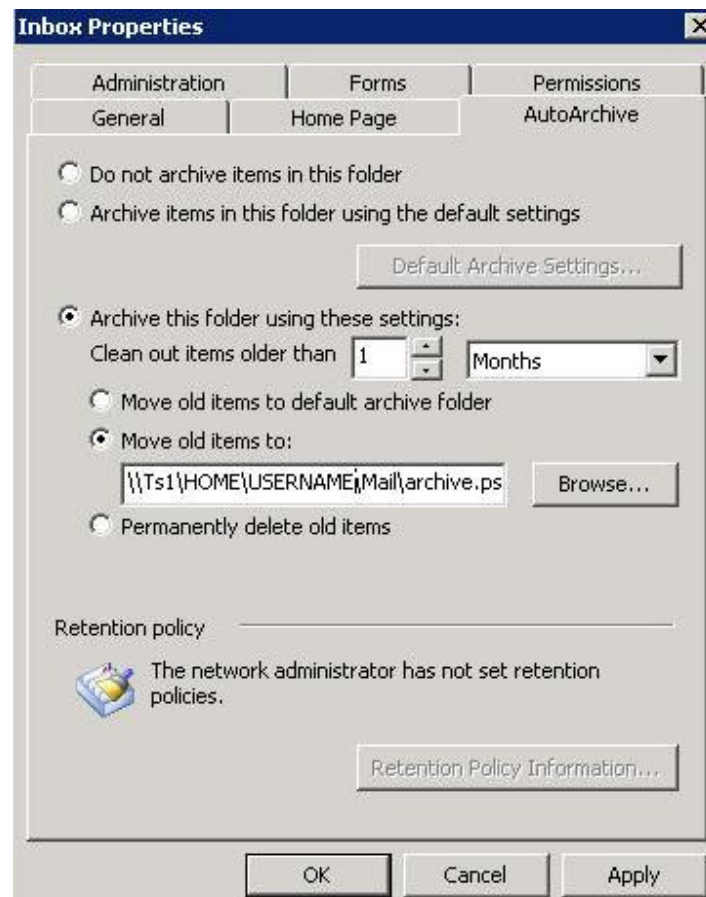 Inbox Properties
Administration Forms Permissions
General Home Page AutoArchive
Do not archive items in this folder
Archive items in this folder using the default settings
Default Archive Settings...
Archive this folder using these settings:
Clean out items older than 1 Months
Move old items to default archive folder
Move old items to:
\\Ts1\HOME\USERNAME\Mail\archive.ps Browse...
Permanently delete old items
Retention policy
The network administrator has not set retention
policies.
Retention Policy Information...
OK Cancel Apply